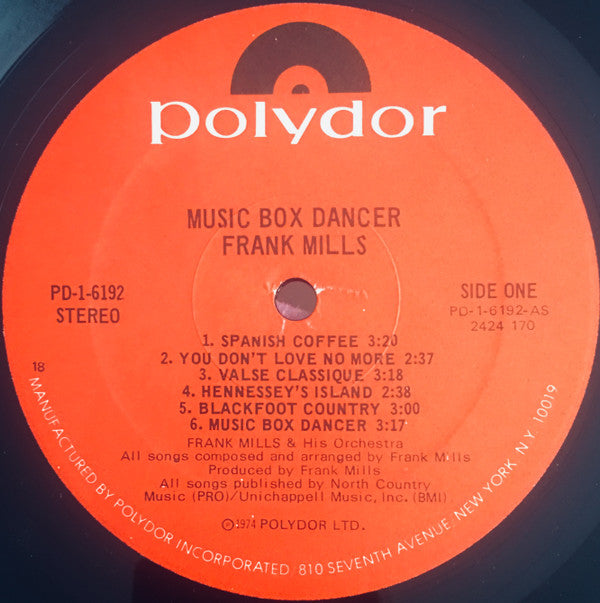 polydor
MUSIC BOX DANCER
FRANK MILLS
PD-1-6192
STEREO
SIDE ONE
PD-1-6192-AS
2424 170
1. SPANISH COFFEE 3:20
2. YOU DON'T LOVE NO MORE 2:37
3. VALSE CLASSIQUE 3:18
4. HENNESSEY'S ISLAND 2:38
5. BLACKFOOT COUNTRY 3:00
6. MUSIC BOX DANCER 3:17
FRANK MILLS & His Orchestra
All songs composed and arranged by Frank Mills
Produced by Frank Mills
All songs published by North Country
Music (PRO)/Unichappell Music, Inc. (BMI)
℗1974 POLYDOR LTD.
18
MANUFACTURED BY POLYDOR INCORPORATED 810 SEVENTH AVENUE, NEW YORK, N.Y. 10019